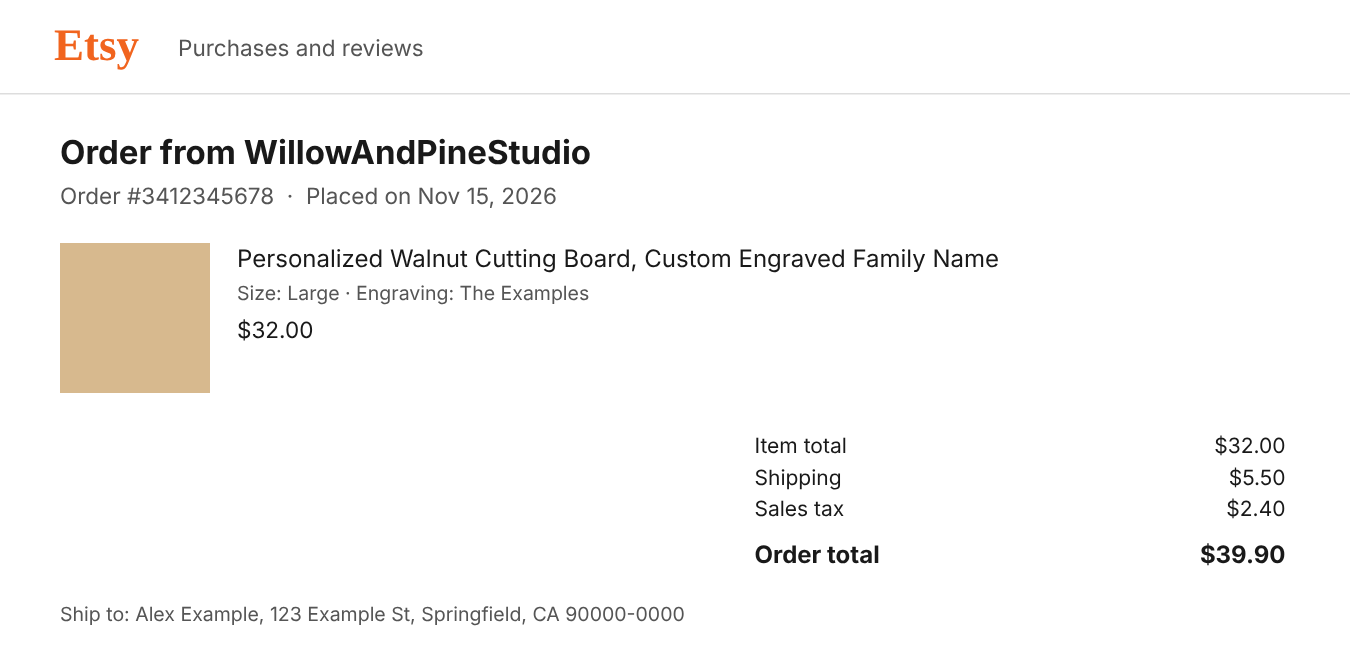 Etsy Purchases and reviews
Order from WillowAndPineStudio
Order #3412345678 · Placed on Nov 15, 2026
Personalized Walnut Cutting Board, Custom Engraved Family Name
Size: Large · Engraving: The Examples
$32.00
Item total $32.00
Shipping $5.50
Sales tax $2.40
Order total $39.90
Ship to: Alex Example, 123 Example St, Springfield, CA 90000-0000